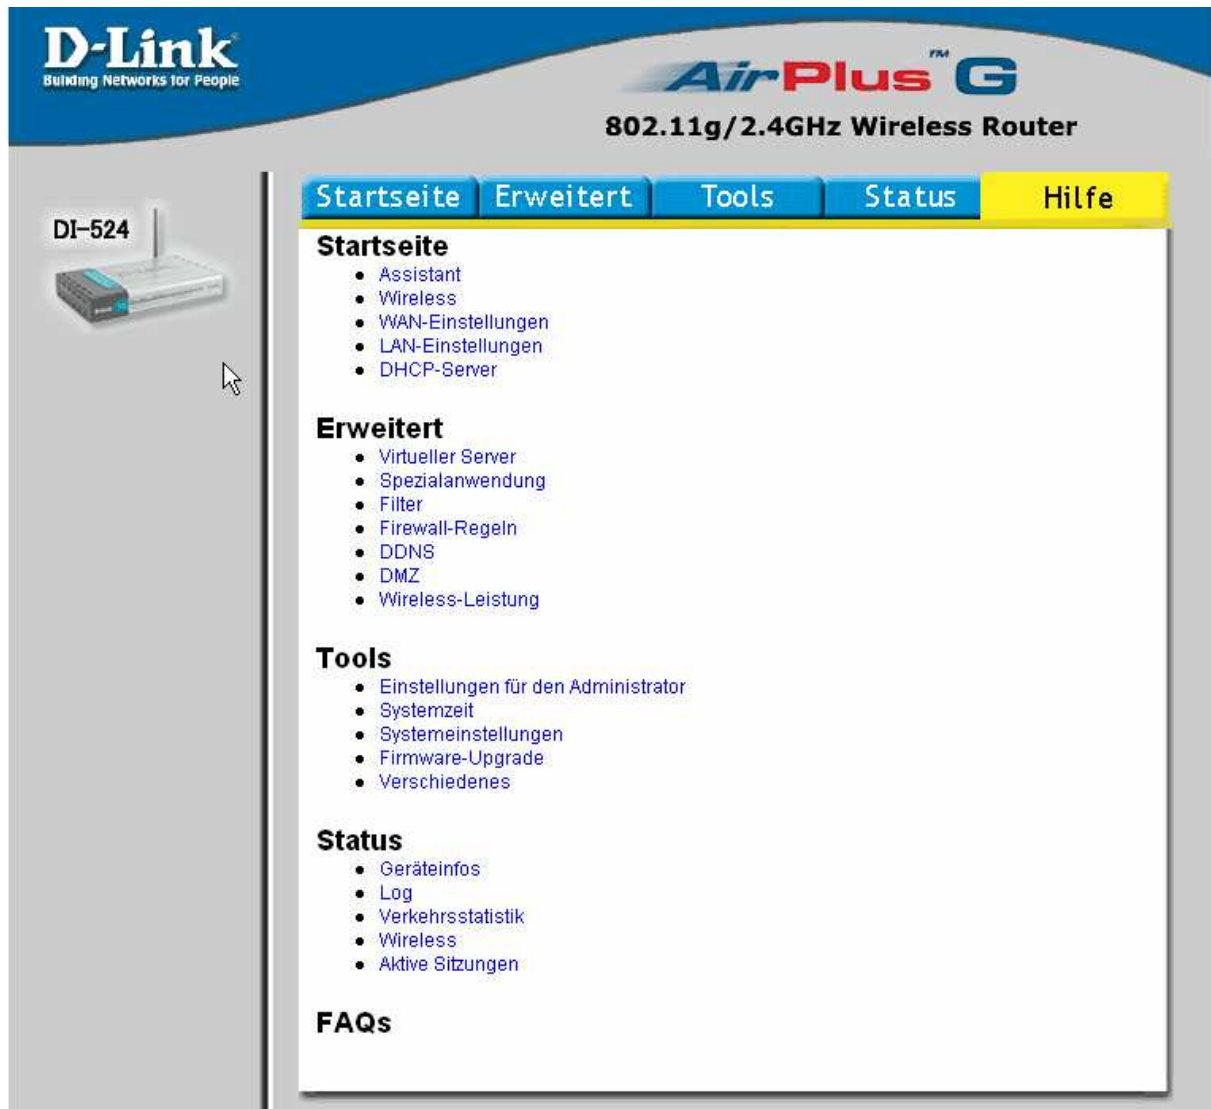 D-Link
Building Networks for People
AirPlus™G
802.11g/2.4GHz Wireless Router
DI-524
Startseite Erweitert Tools Status Hilfe
Startseite
Assistant
Wireless
WAN-Einstellungen
LAN-Einstellungen
DHCP-Server
Erweitert
Virtueller Server
Spezialanwendung
Filter
Firewall-Regeln
DDNS
DMZ
Wireless-Leistung
Tools
Einstellungen für den Administrator
Systemzeit
Systemeinstellungen
Firmware-Upgrade
Verschiedenes
Status
Geräteinfos
Log
Verkehrsstatistik
Wireless
Aktive Sitzungen
FAQs